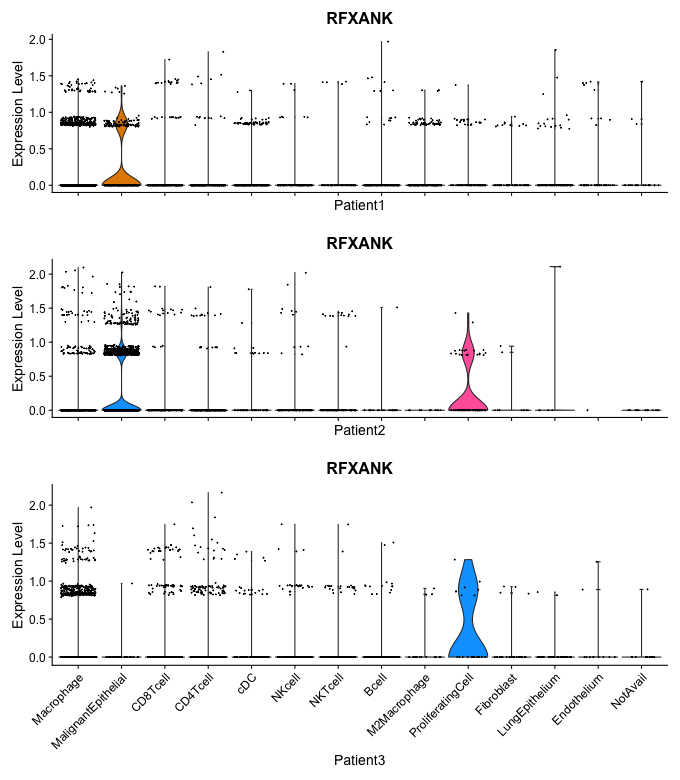 RFXANK
Expression Level
2.0
1.5
1.0
0.5
0.0
Patient1
RFXANK
Expression Level
2.0
1.5
1.0
0.5
0.0
Patient2
RFXANK
Expression Level
2.0
1.5
1.0
0.5
0.0
Macrophage
MalignantEpithelial
CD8Tcell
CD4Tcell
cDC
NKcell
NKTcell
Bcell
M2Macrophage
ProliferatingCell
Fibroblast
LungEpithelium
Endothelium
NotAvail
Patient3